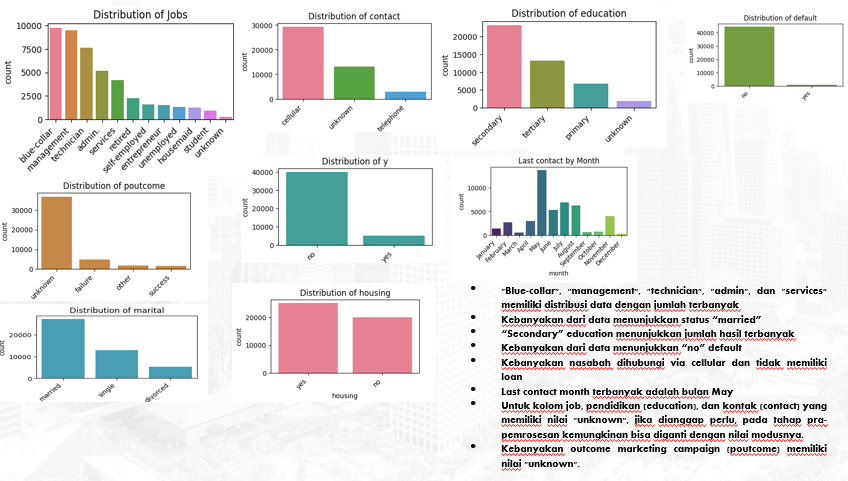 Distribution of Jobs
10000
7500
5000
2500
0
count
blue-collar
management
technician
admin.
services
retired
self-employed
entrepreneur
unemployed
housemaid
student
unknown
Distribution of contact
30000
20000
10000
0
count
cellular
unknown
telephone
Distribution of education
20000
15000
10000
5000
0
count
secondary
tertiary
primary
unknown
Distribution of default
40000
30000
20000
10000
0
count
no
yes
Distribution of poutcome
30000
20000
10000
0
count
unknown
failure
other
success
Distribution of y
40000
30000
20000
10000
0
count
no
yes
Last contact by Month
10000
5000
0
count
January
February
March
April
May
June
July
August
September
October
November
December
month
Distribution of marital
20000
10000
0
count
married
single
divorced
Distribution of housing
20000
10000
0
count
yes
no
housing
• "Blue-collar", "management", "technician", "admin", dan "services"
memiliki distribusi data dengan jumlah terbanyak
• Kebanyakan dari data menunjukkan status "married"
• "Secondary" education menunjukkan jumlah hasil terbanyak
• Kebanyakan dari data menunjukkan "no" default
• Kebanyakan nasabah dihubungi via cellular dan tidak memiliki
loan
• Last contact month terbanyak adalah bulan May
• Untuk kolom job, pendidikan (education), dan kontak (contact) yang
memiliki nilai "unknown", jika dianggap perlu, pada tahap pra-
pemrosesan kemungkinan bisa diganti dengan nilai modusnya.
• Kebanyakan outcome marketing campaign (poutcome) memiliki
nilai "unknown".